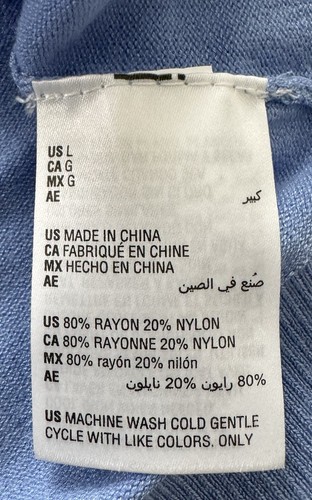 US L
CA G
MX G
AE كبير
US MADE IN CHINA
CA FABRIQUÉ EN CHINE
MX HECHO EN CHINA
AE صُنع في الصين
US 80% RAYON 20% NYLON
CA 80% RAYONNE 20% NYLON
MX 80% rayón 20% nilón
AE 80% رايون 20% نايلون
US MACHINE WASH COLD GENTLE
CYCLE WITH LIKE COLORS. ONLY